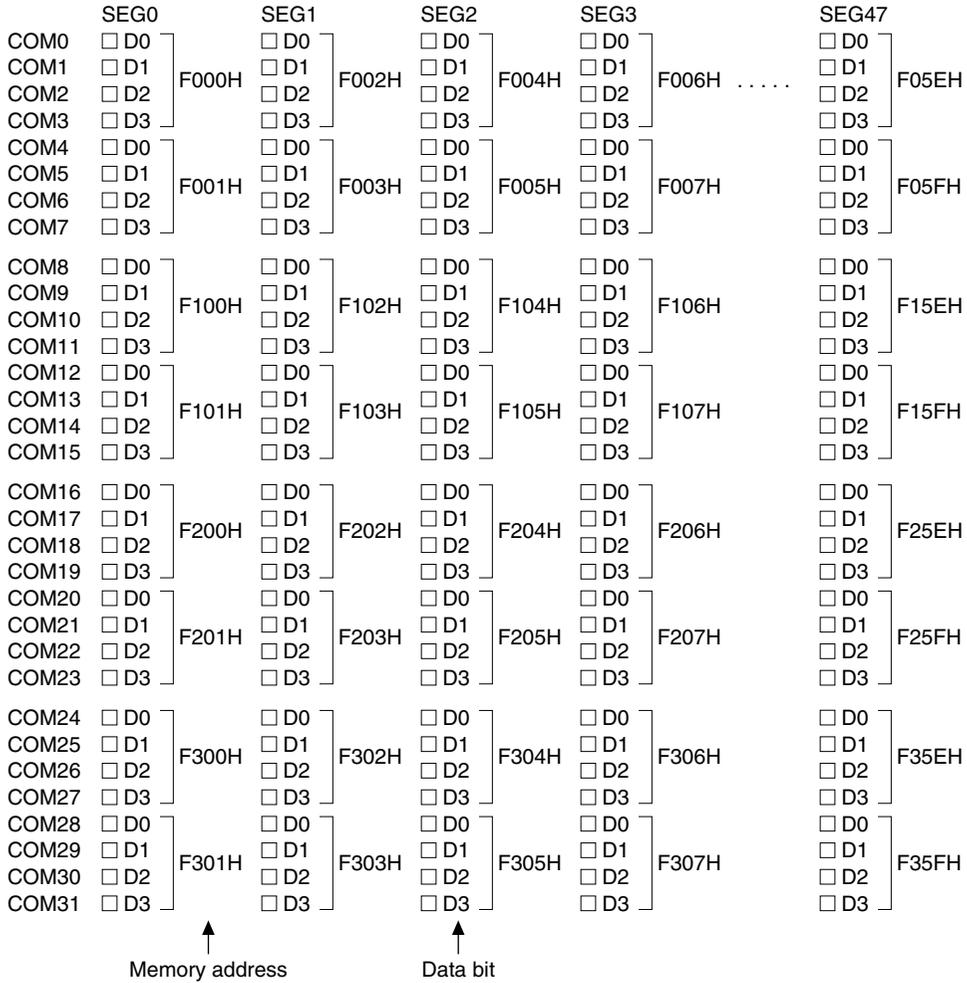 SEG0 SEG1 SEG2 SEG3 SEG47
COM0 D0 D0 D0 D0 D0
COM1 D1 D1 D1 D1 D1
F000H F002H F004H F006H ..... F05EH
COM2 D2 D2 D2 D2 D2
COM3 D3 D3 D3 D3 D3
COM4 D0 D0 D0 D0 D0
COM5 D1 D1 D1 D1 D1
F001H F003H F005H F007H F05FH
COM6 D2 D2 D2 D2 D2
COM7 D3 D3 D3 D3 D3
COM8 D0 D0 D0 D0 D0
COM9 D1 D1 D1 D1 D1
F100H F102H F104H F106H F15EH
COM10 D2 D2 D2 D2 D2
COM11 D3 D3 D3 D3 D3
COM12 D0 D0 D0 D0 D0
COM13 D1 D1 D1 D1 D1
F101H F103H F105H F107H F15FH
COM14 D2 D2 D2 D2 D2
COM15 D3 D3 D3 D3 D3
COM16 D0 D0 D0 D0 D0
COM17 D1 D1 D1 D1 D1
F200H F202H F204H F206H F25EH
COM18 D2 D2 D2 D2 D2
COM19 D3 D3 D3 D3 D3
COM20 D0 D0 D0 D0 D0
COM21 D1 D1 D1 D1 D1
F201H F203H F205H F207H F25FH
COM22 D2 D2 D2 D2 D2
COM23 D3 D3 D3 D3 D3
COM24 D0 D0 D0 D0 D0
COM25 D1 D1 D1 D1 D1
F300H F302H F304H F306H F35EH
COM26 D2 D2 D2 D2 D2
COM27 D3 D3 D3 D3 D3
COM28 D0 D0 D0 D0 D0
COM29 D1 D1 D1 D1 D1
F301H F303H F305H F307H F35FH
COM30 D2 D2 D2 D2 D2
COM31 D3 D3 D3 D3 D3
Memory address Data bit